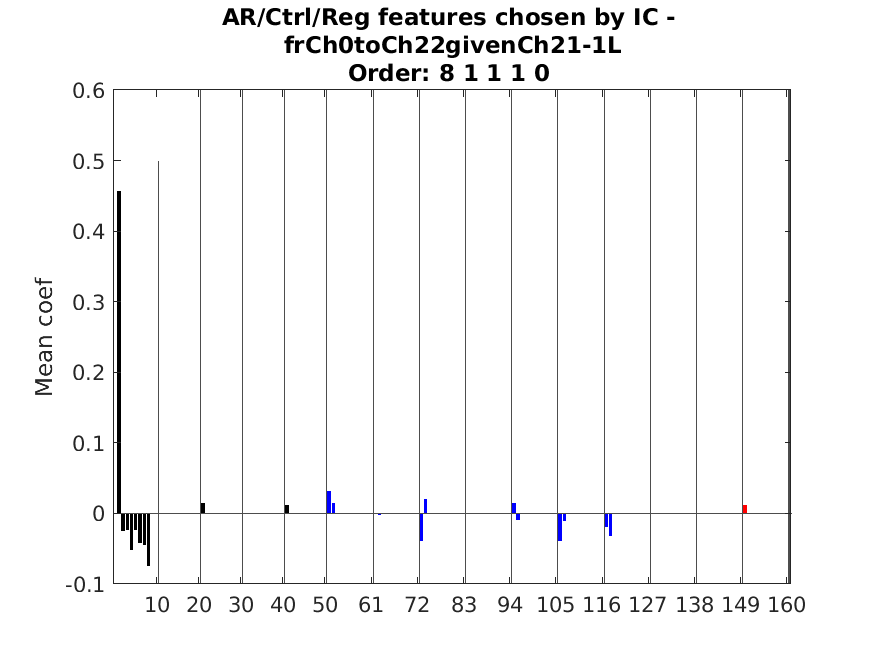 AR/Ctrl/Reg features chosen by IC -
frCh0toCh22givenCh21-1L
Order: 8 1 1 1 0
0.6
0.5
0.4
0.3
0.2
0.1
0
-0.1
Mean coef
10 20 30 40 50 61 72 83 94 105 116 127 138 149 160